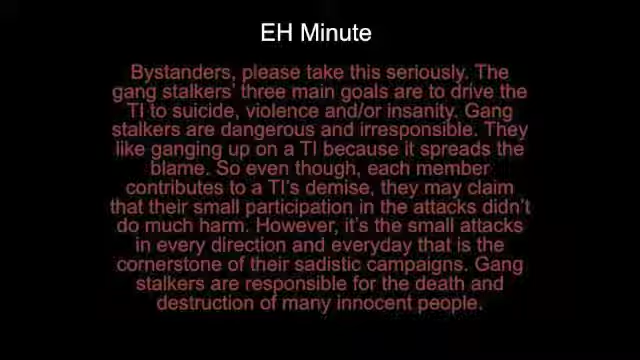 EH Minute
Bystanders, please take this seriously. The
gang stalkers' three main goals are to drive the
TI to suicide, violence and/or insanity. Gang
stalkers are dangerous and irresponsible. They
like ganging up on a TI because it spreads the
blame. So even though, each member
contributes to a TI's demise, they may claim
that their small participation in the attacks didn't
do much harm. However, it's the small attacks
in every direction and everyday that is the
cornerstone of their sadistic campaigns. Gang
stalkers are responsible for the death and
destruction of many innocent people.